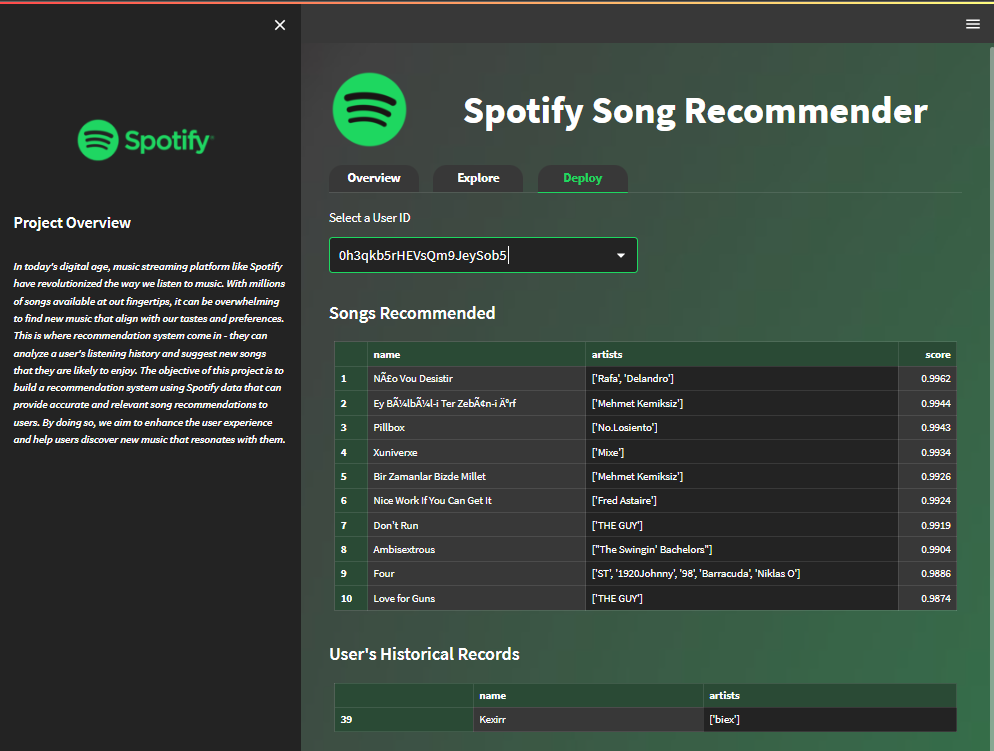 Spotify
Project Overview
In today's digital age, music streaming platform like Spotify
have revolutionized the way we listen to music. With millions
of songs available at out fingertips, it can be overwhelming
to find new music that align with our tastes and preferences.
This is where recommendation system come in - they can
analyze a user's listening history and suggest new songs
that they are likely to enjoy. The objective of this project is to
build a recommendation system using Spotify data that can
provide accurate and relevant song recommendations to
users. By doing so, we aim to enhance the user experience
and help users discover new music that resonates with them.
Spotify Song Recommender
Overview Explore Deploy
Select a User ID
0h3qkb5rHEVsQm9JeySob5
Songs Recommended
name artists score
1 NÃ£o Vou Desistir ['Rafa', 'Delandro'] 0.9962
2 Ey BÃ¼lbÃ¼l-i Ter ZebÃ¢n-i Ä°rf ['Mehmet Kemiksiz'] 0.9944
3 Pillbox ['No.Losiento'] 0.9943
4 Xuniverxe ['Mixe'] 0.9934
5 Bir Zamanlar Bizde Millet ['Mehmet Kemiksiz'] 0.9926
6 Nice Work If You Can Get It ['Fred Astaire'] 0.9924
7 Don't Run ['THE GUY'] 0.9919
8 Ambisextrous ["The Swingin' Bachelors"] 0.9904
9 Four ['ST', '1920Johnny', '98', 'Barracuda', 'Niklas O'] 0.9886
10 Love for Guns ['THE GUY'] 0.9874
User's Historical Records
name artists
39 Kexirr ['biex']